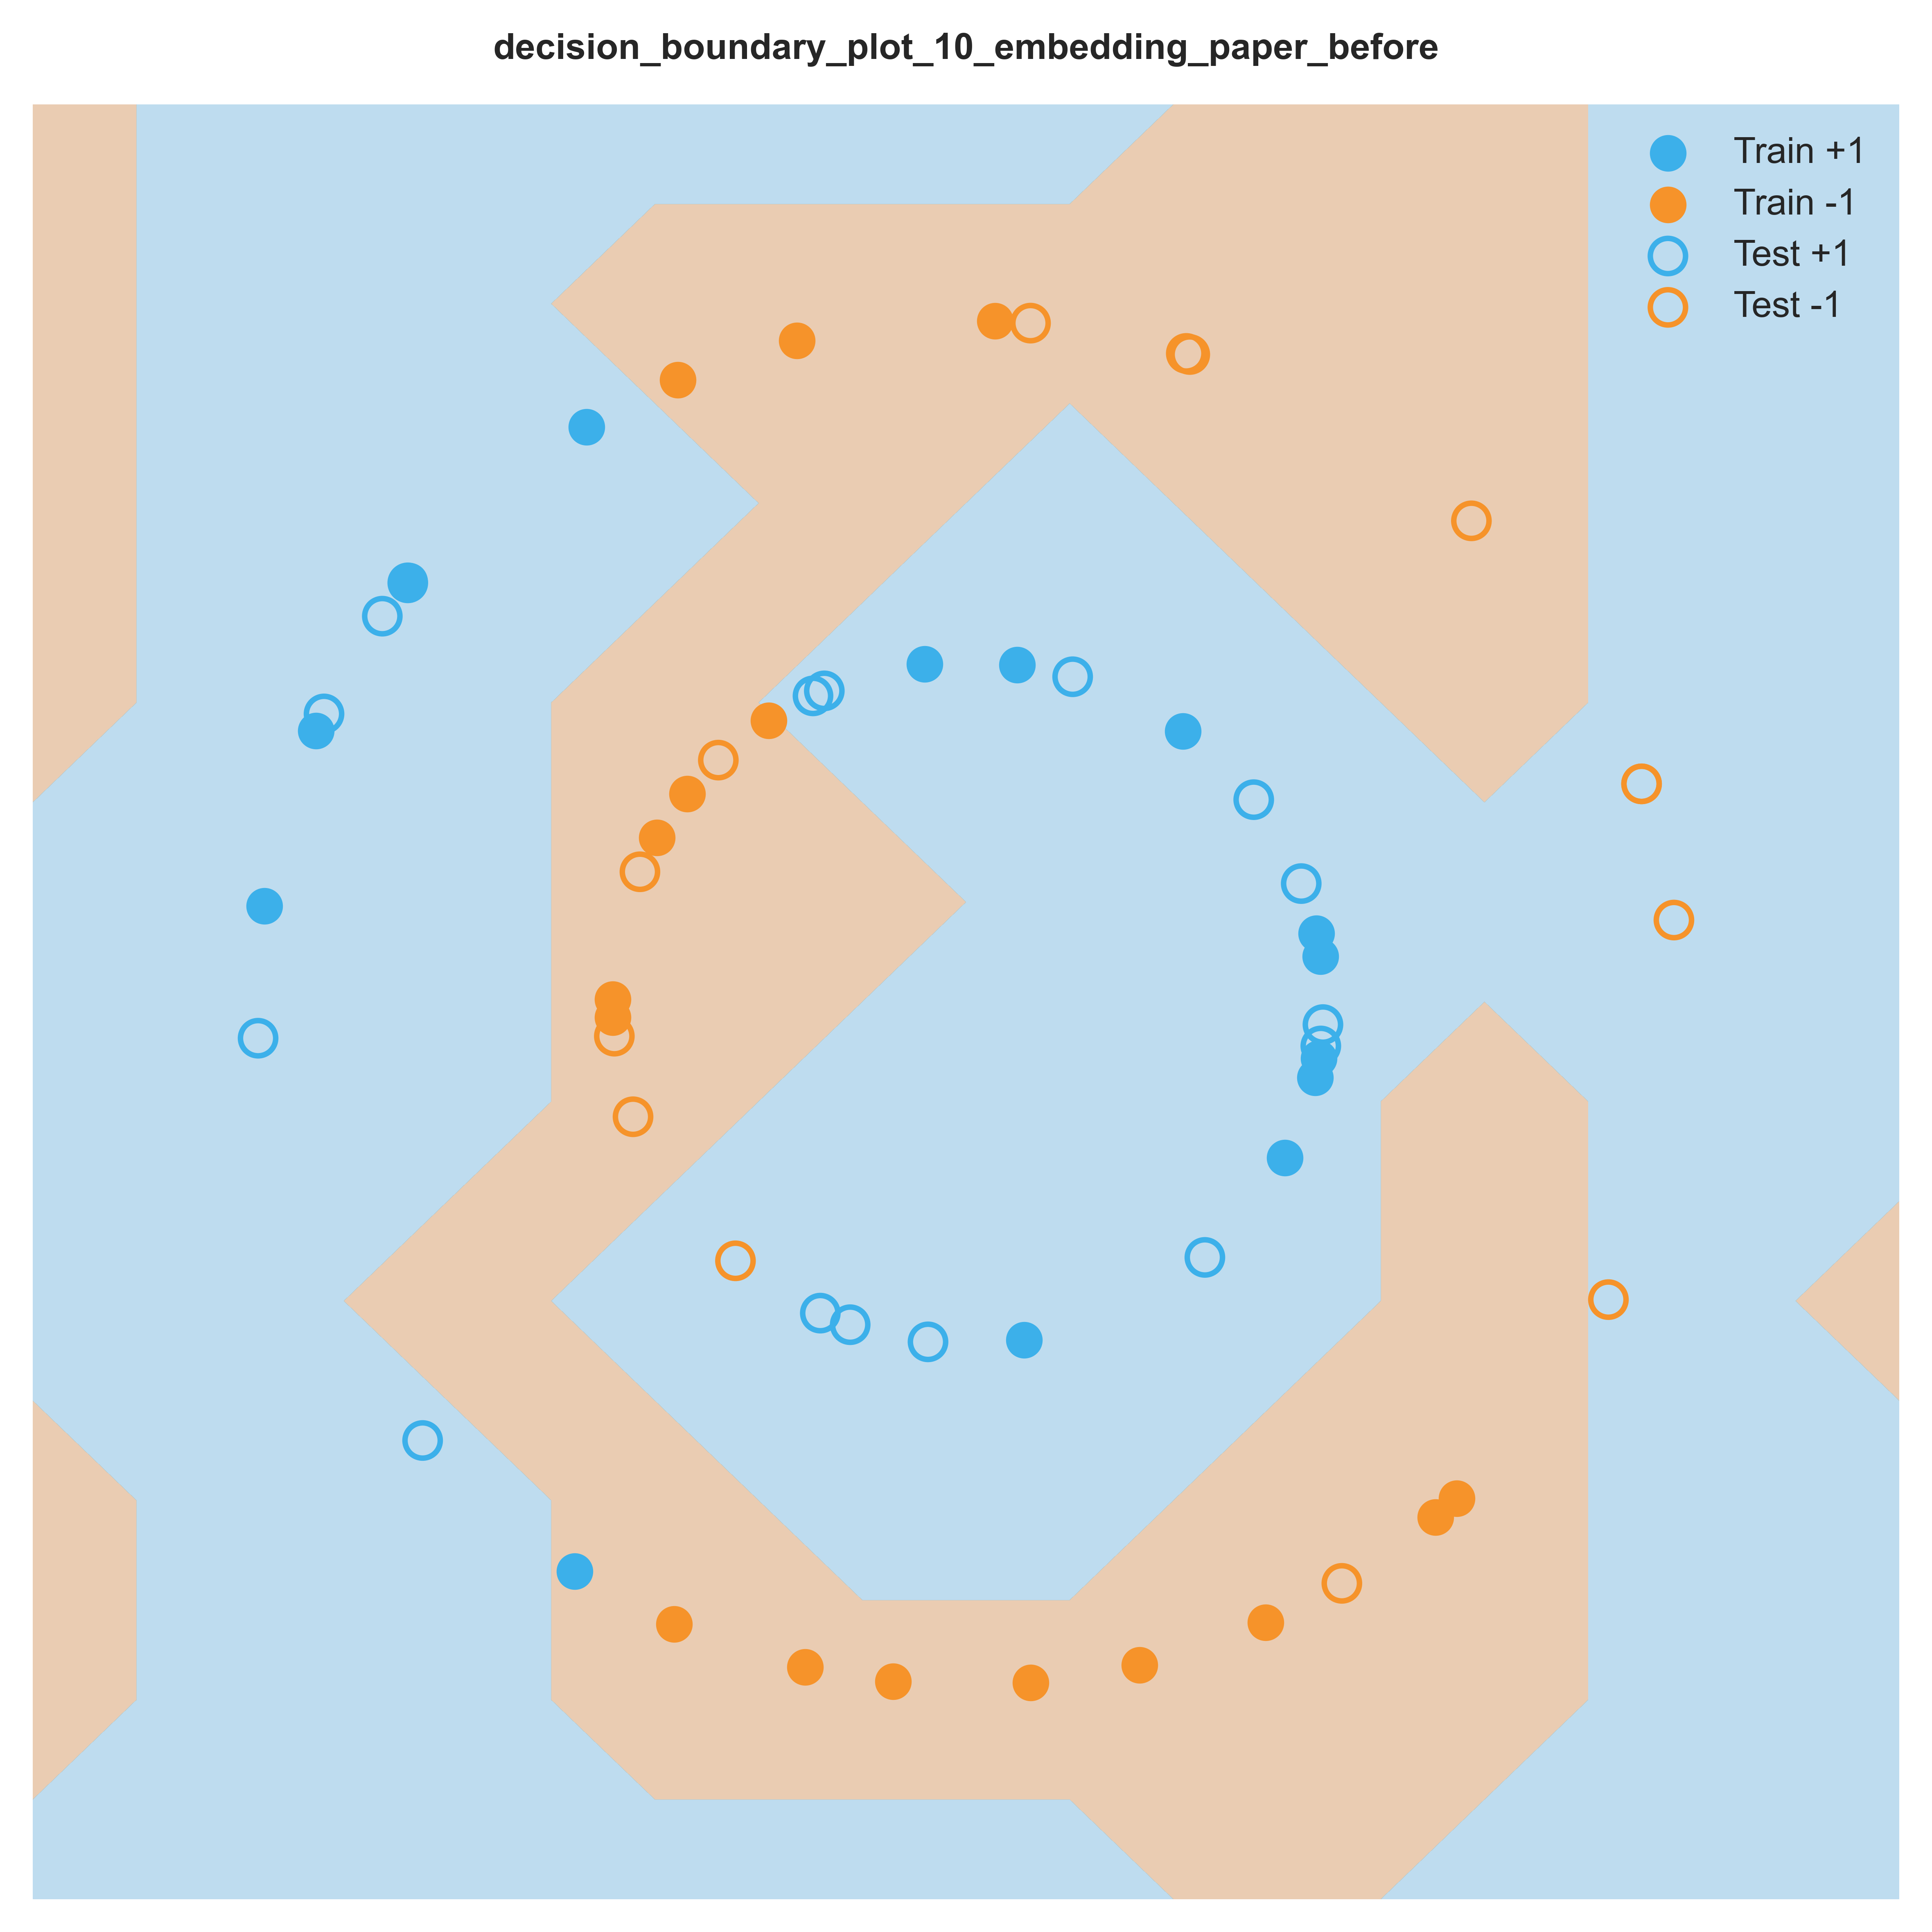 decision_boundary_plot_10_embedding_paper_before
Train +1
Train -1
Test +1
Test -1